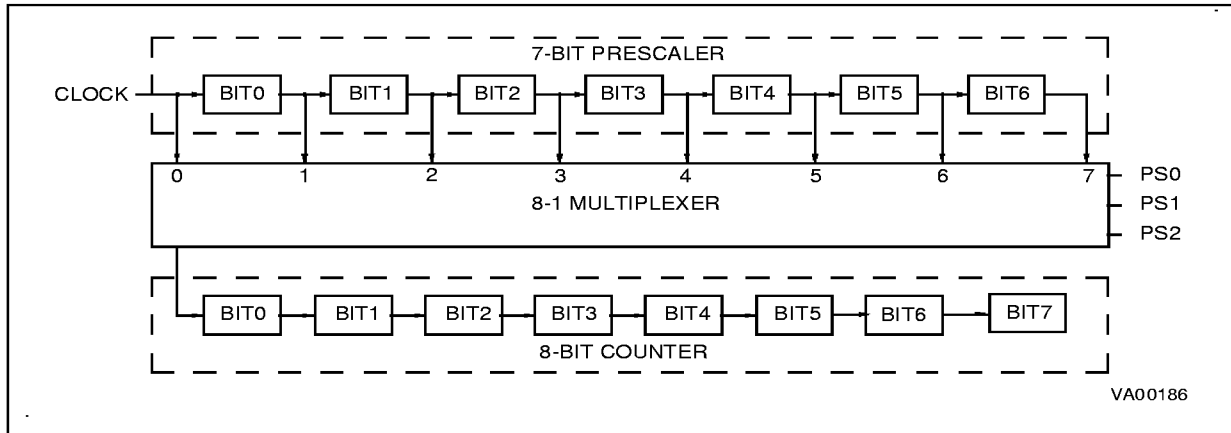 7-BIT PRESCALER
CLOCK BIT0 BIT1 BIT2 BIT3 BIT4 BIT5 BIT6
0 1 2 3 4 5 6 7 PS0
8-1 MULTIPLEXER PS1
PS2
BIT0 BIT1 BIT2 BIT3 BIT4 BIT5 BIT6 BIT7
8-BIT COUNTER
VA00186